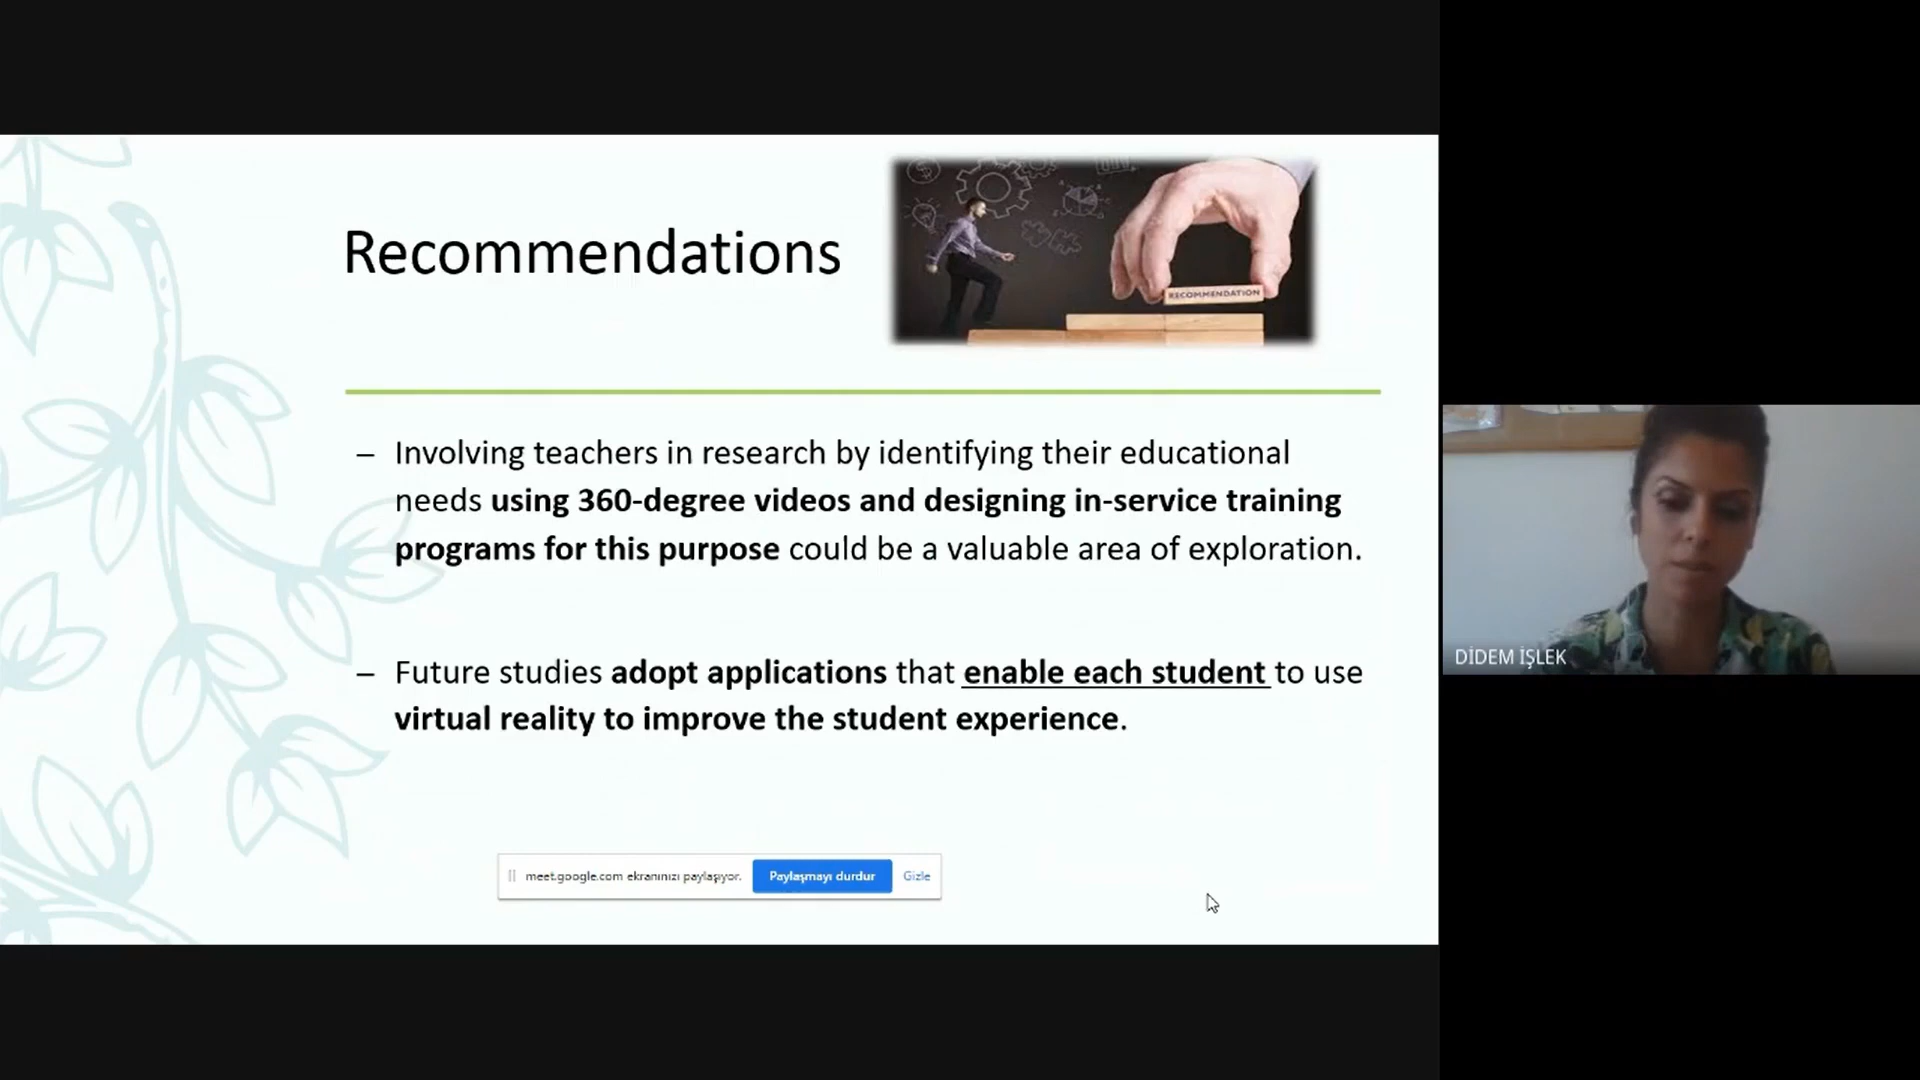 Recommendations
RECOMMENDATION
– Involving teachers in research by identifying their educational
needs using 360-degree videos and designing in-service training
programs for this purpose could be a valuable area of exploration.
– Future studies adopt applications that enable each student to use
virtual reality to improve the student experience.
meet.google.com ekranınızı paylaşıyor. Paylaşmayı durdur Gizle
DİDEM İŞLEK